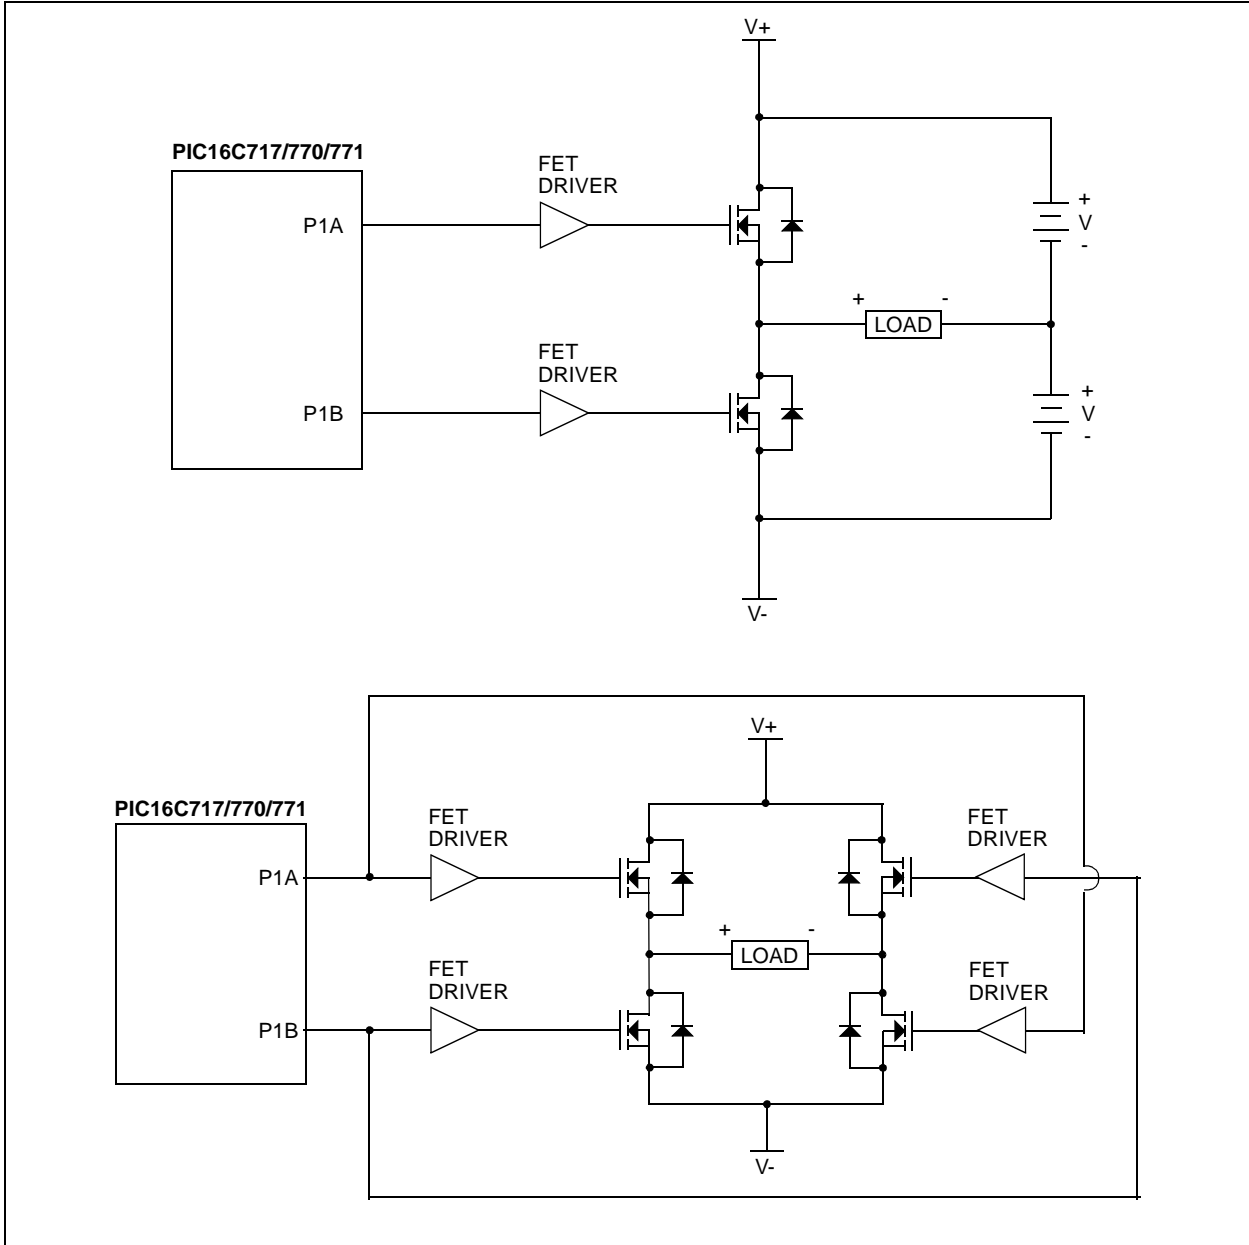 V+
PIC16C717/770/771
FET
DRIVER
P1A
+
V
-
+ -
LOAD
FET
DRIVER
P1B
+
V
-
V-
V+
PIC16C717/770/771
FET
DRIVER
FET
DRIVER
P1A
+ -
LOAD
FET
DRIVER
FET
DRIVER
P1B
V-